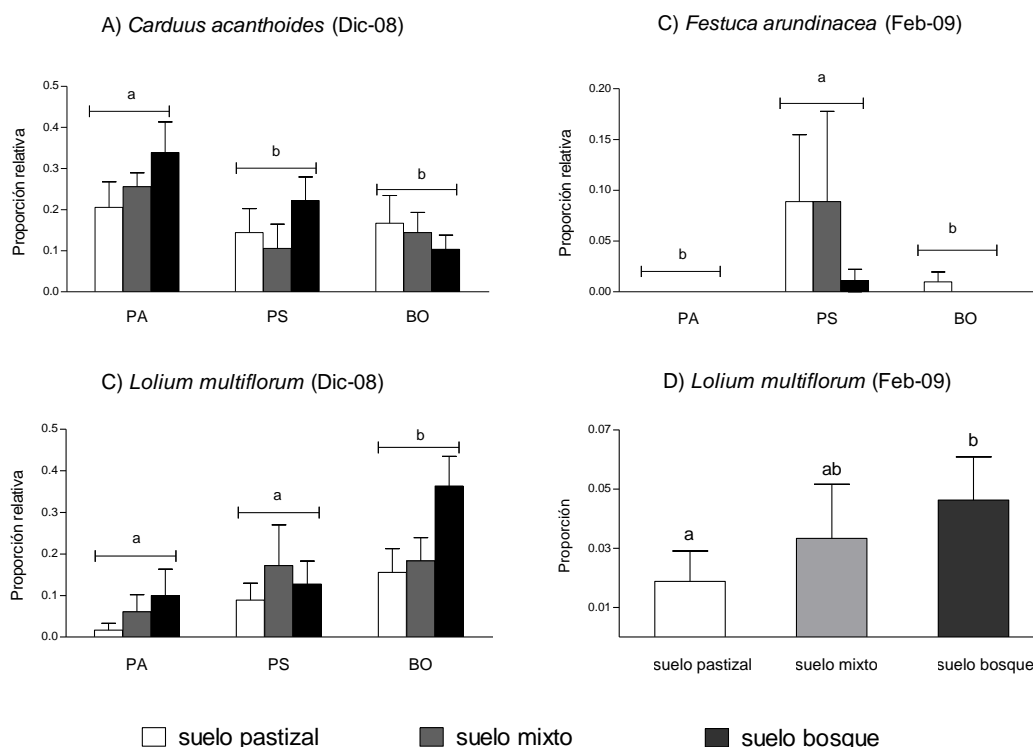 A) Carduus acanthoides (Dic-08)
Proporción relativa
0.5
0.4
0.3
0.2
0.1
0.0
a
b
b
PA
PS
BO
C) Festuca arundinacea (Feb-09)
Proporción relativa
0.20
0.15
0.10
0.05
0.00
b
a
b
PA
PS
BO
C) Lolium multiflorum (Dic-08)
Proporción relativa
0.5
0.4
0.3
0.2
0.1
0.0
a
a
b
PA
PS
BO
D) Lolium multiflorum (Feb-09)
Proporción
0.07
0.05
0.03
0.01
a
ab
b
suelo pastizal
suelo mixto
suelo bosque
suelo pastizal
suelo mixto
suelo bosque